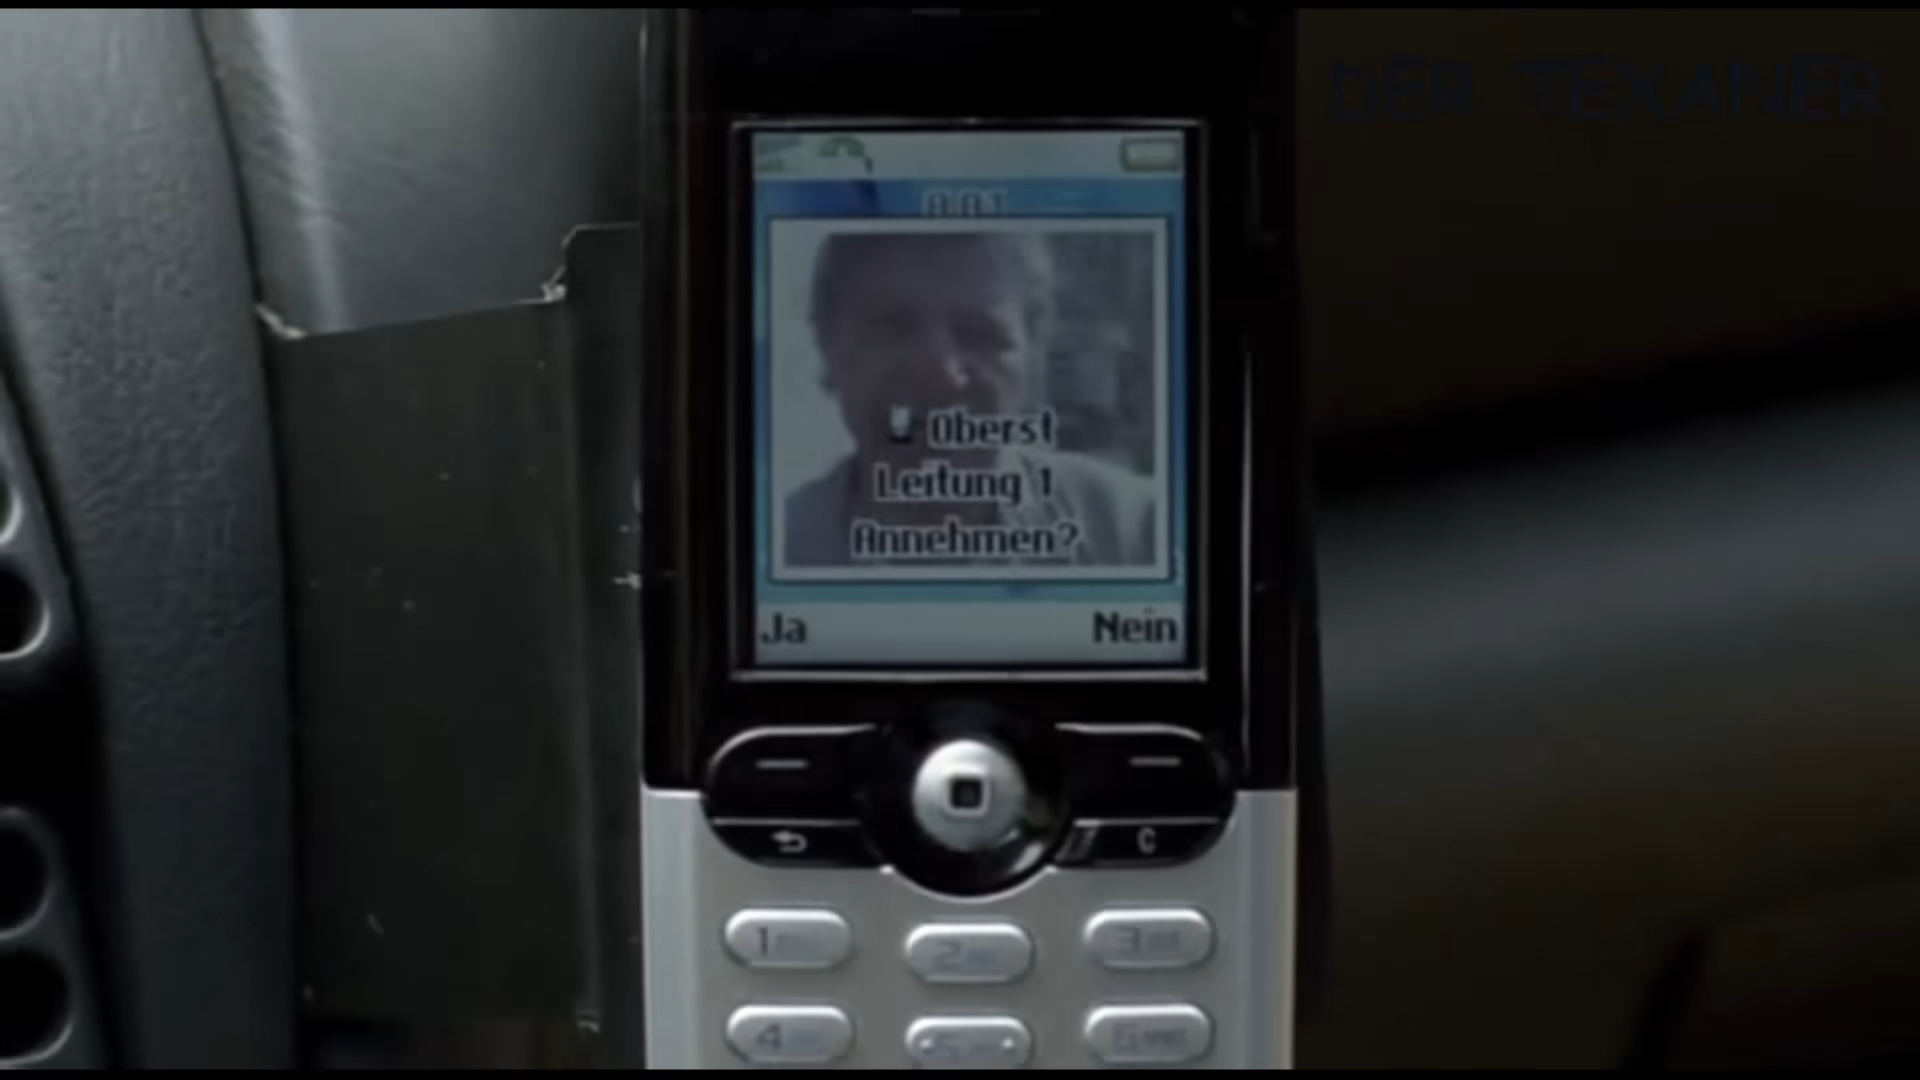 DER TEXANER
Oberst
Leitung 1
Annehmen?
Ja
Nein
C
1
2
3
4
5
6